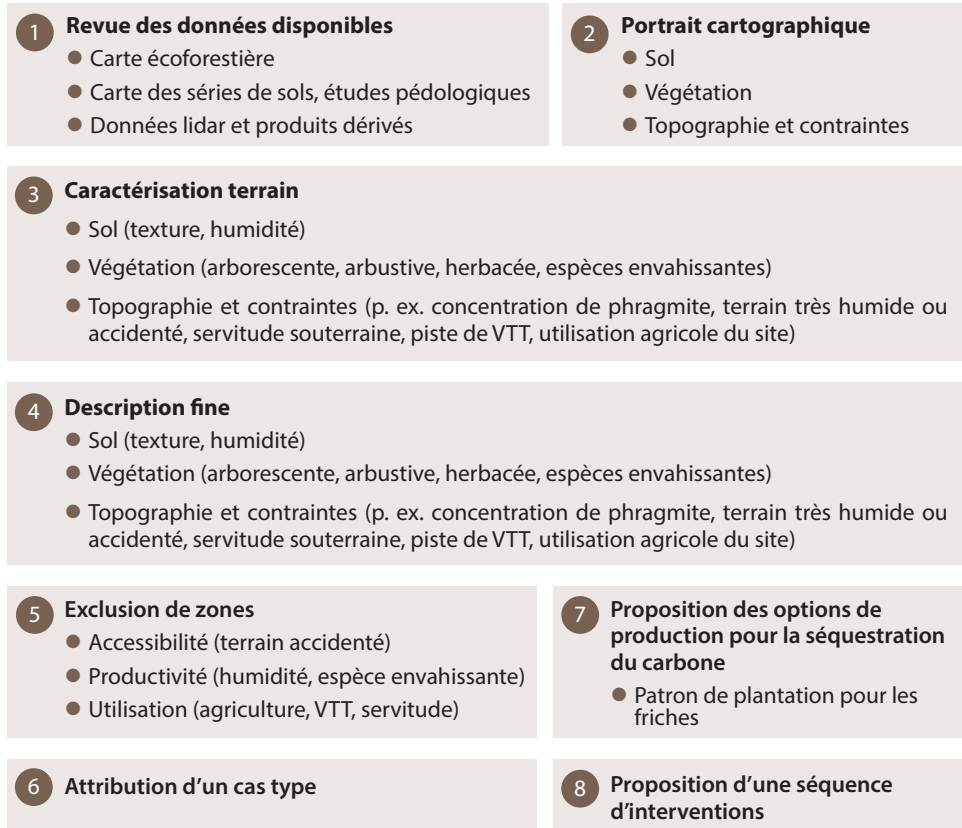 1 Revue des données disponibles
● Carte écoforestière
● Carte des séries de sols, études pédologiques
● Données lidar et produits dérivés
2 Portrait cartographique
● Sol
● Végétation
● Topographie et contraintes
3 Caractérisation terrain
● Sol (texture, humidité)
● Végétation (arborescente, arbustive, herbacée, espèces envahissantes)
● Topographie et contraintes (p. ex. concentration de phragmite, terrain très humide ou
accidenté, servitude souterraine, piste de VTT, utilisation agricole du site)
4 Description fine
● Sol (texture, humidité)
● Végétation (arborescente, arbustive, herbacée, espèces envahissantes)
● Topographie et contraintes (p. ex. concentration de phragmite, terrain très humide ou
accidenté, servitude souterraine, piste de VTT, utilisation agricole du site)
5 Exclusion de zones
● Accessibilité (terrain accidenté)
● Productivité (humidité, espèce envahissante)
● Utilisation (agriculture, VTT, servitude)
6 Attribution d'un cas type
7 Proposition des options de
production pour la séquestration
du carbone
● Patron de plantation pour les
friches
8 Proposition d'une séquence
d'interventions